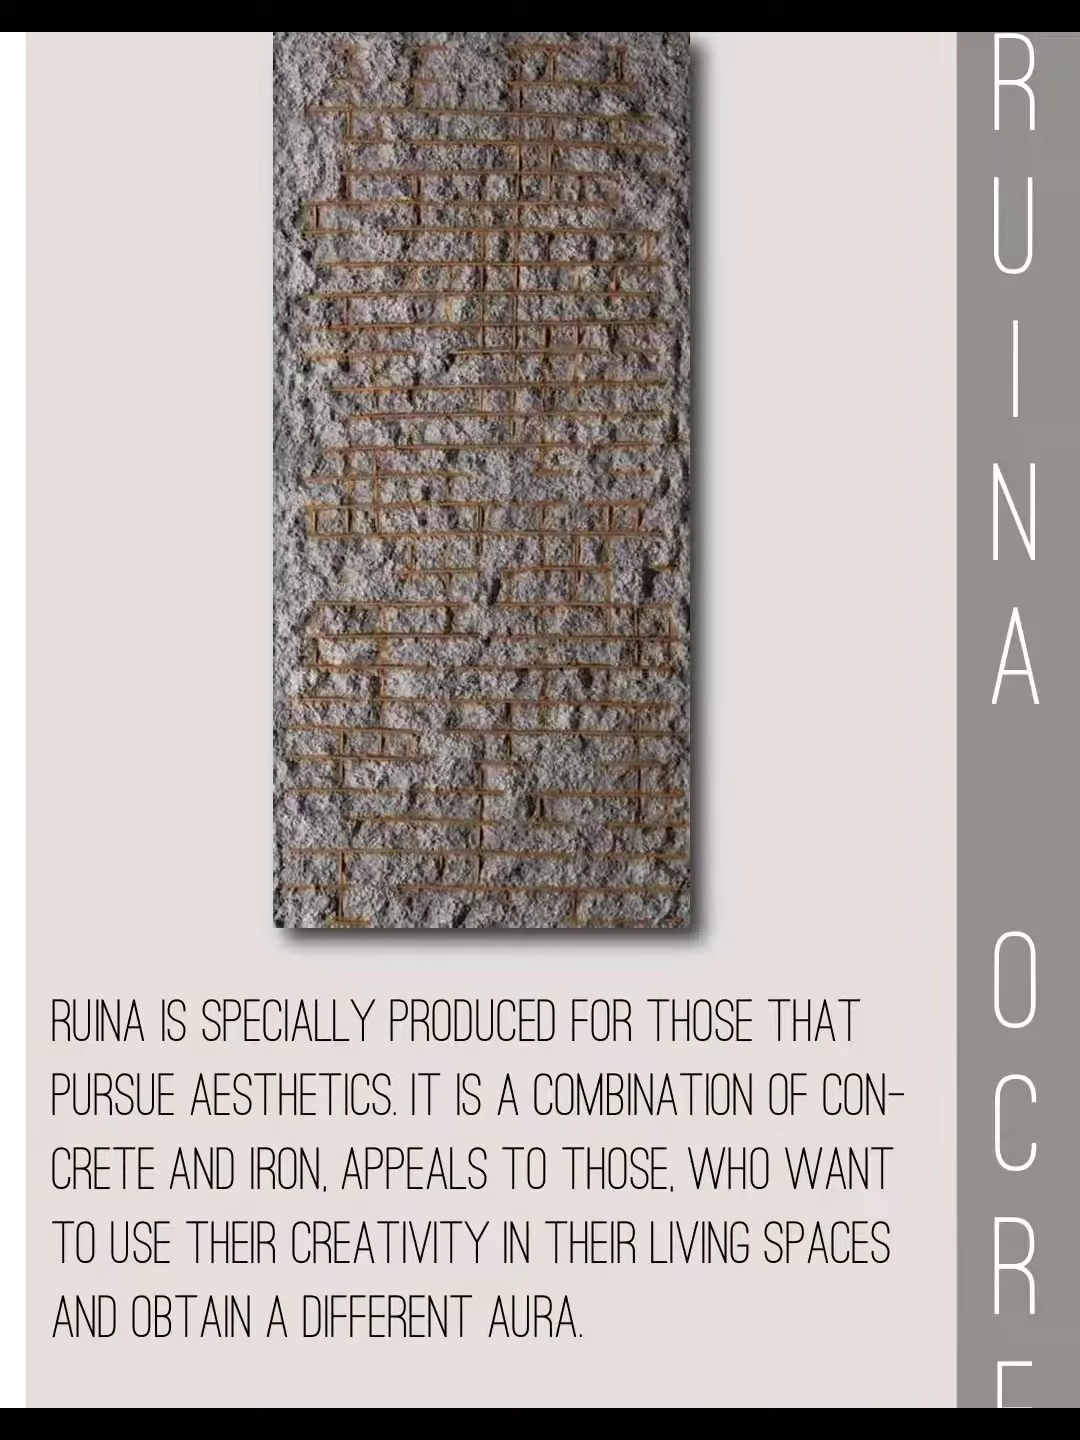 RUINA IS SPECIALLY PRODUCED FOR THOSE THAT
PURSUE AESTHETICS. IT IS A COMBINATION OF CON-
CRETE AND IRON, APPEALS TO THOSE, WHO WANT
TO USE THEIR CREATIVITY IN THEIR LIVING SPACES
AND OBTAIN A DIFFERENT AURA.
RUINA OCRE